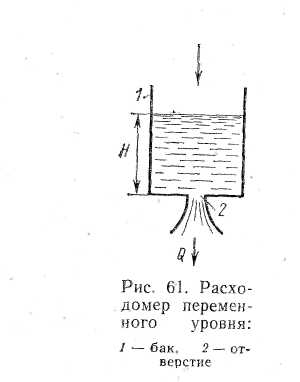 1
H
2
Q
Рис. 61. Расхо-
домер перемен-
ного уровня:
1 — бак. 2 — от-
верстие